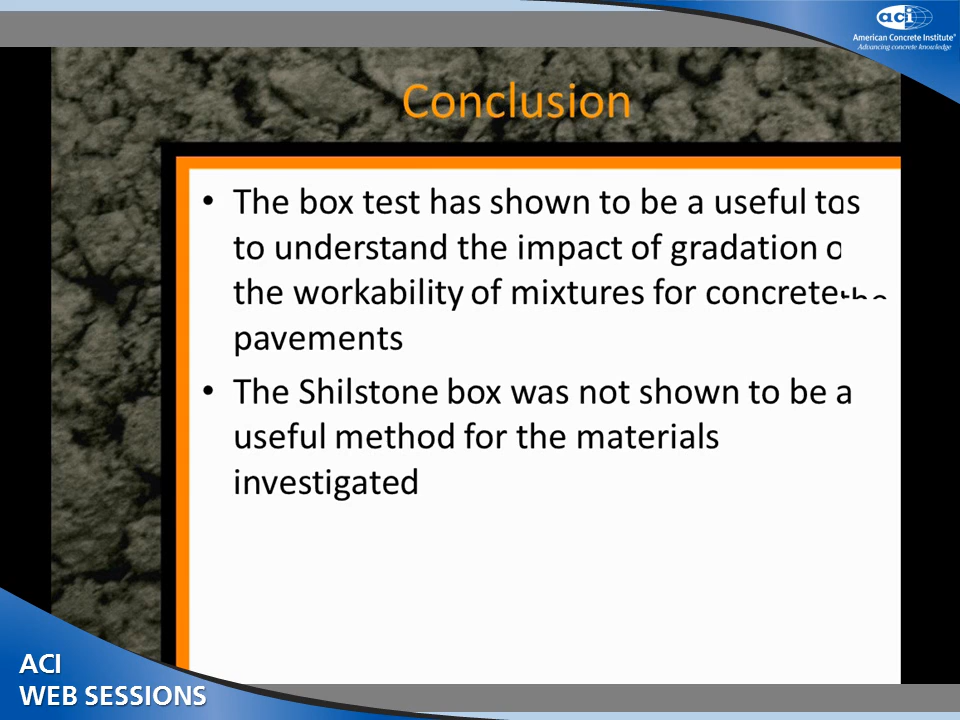 aci
American Concrete Institute®
Advancing concrete knowledge
Conclusion
• The box test has shown to be a useful
to understand the impact of gradation
the workability of mixtures for concrete
pavements
• The Shilstone box was not shown to be a
useful method for the materials
investigated
ACI
WEB SESSIONS